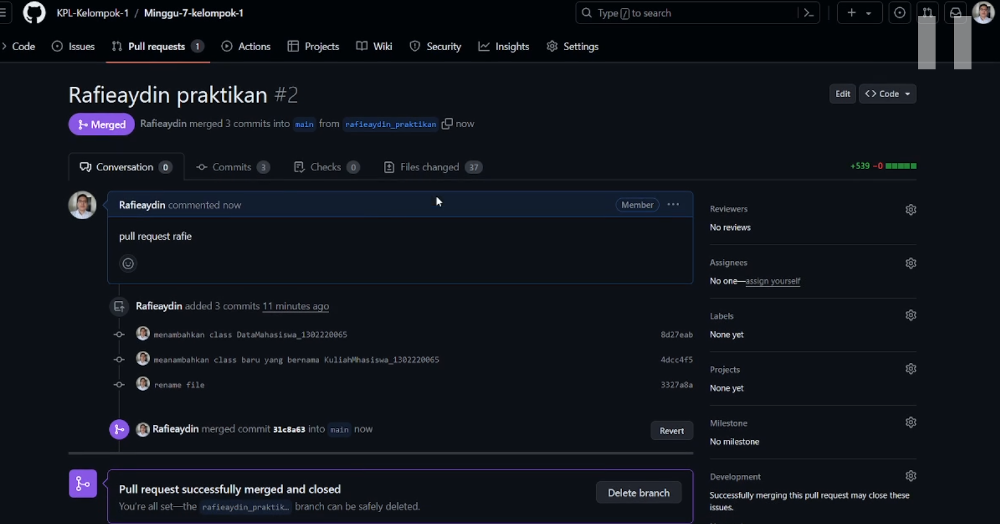 KPL-Kelompok-1 / Minggu-7-kelompok-1
Type / to search
Code Issues Pull requests 1 Actions Projects Wiki Security Insights Settings
Rafieaydin praktikan #2
Edit <> Code
Merged Rafieaydin merged 3 commits into main from rafieaydin_praktikan now
Conversation 0 Commits 3 Checks 0 Files changed 37 +539 −0
Rafieaydin commented now Member ...
pull request rafie
Rafieaydin added 3 commits 11 minutes ago
menambahkan class DataMahasiswa_1302220065 8d27eab
meanambahkan class baru yang bernama KuliahMhasiswa_1302220065 4dcc4f5
rename file 3327a8a
Rafieaydin merged commit 31c8a63 into main now Revert
Pull request successfully merged and closed
You're all set—the rafieaydin_praktik… branch can be safely deleted.
Delete branch
Reviewers
No reviews
Assignees
No one—assign yourself
Labels
None yet
Projects
None yet
Milestone
No milestone
Development
Successfully merging this pull request may close these
issues.